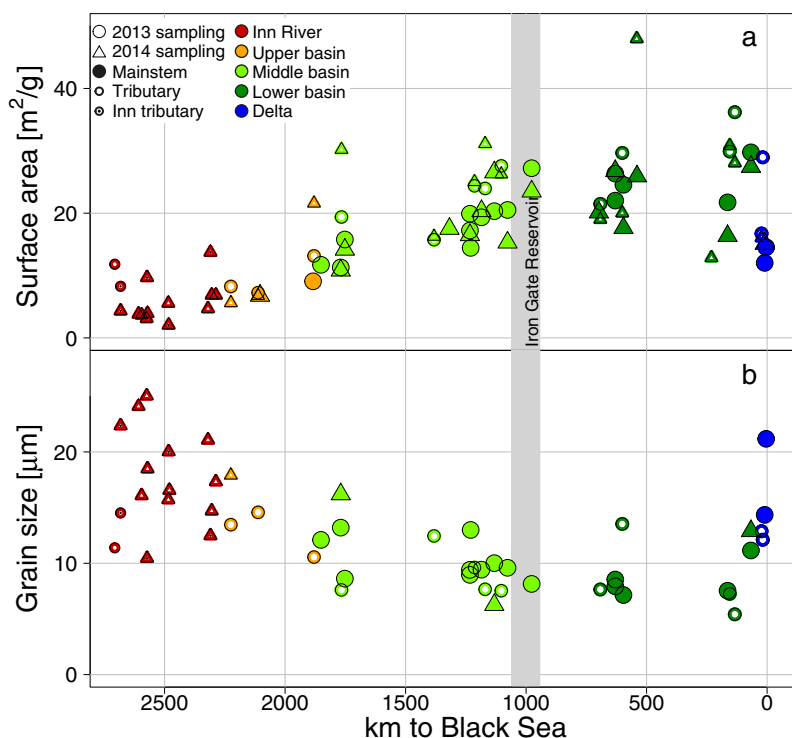 2013 sampling
2014 sampling
Mainstem
Tributary
Inn tributary
Inn River
Upper basin
Middle basin
Lower basin
Delta
a
Surface area [m²/g]
40
20
0
Iron Gate Reservoir
b
Grain size [µm]
20
10
0
2500
2000
1500
1000
500
0
km to Black Sea